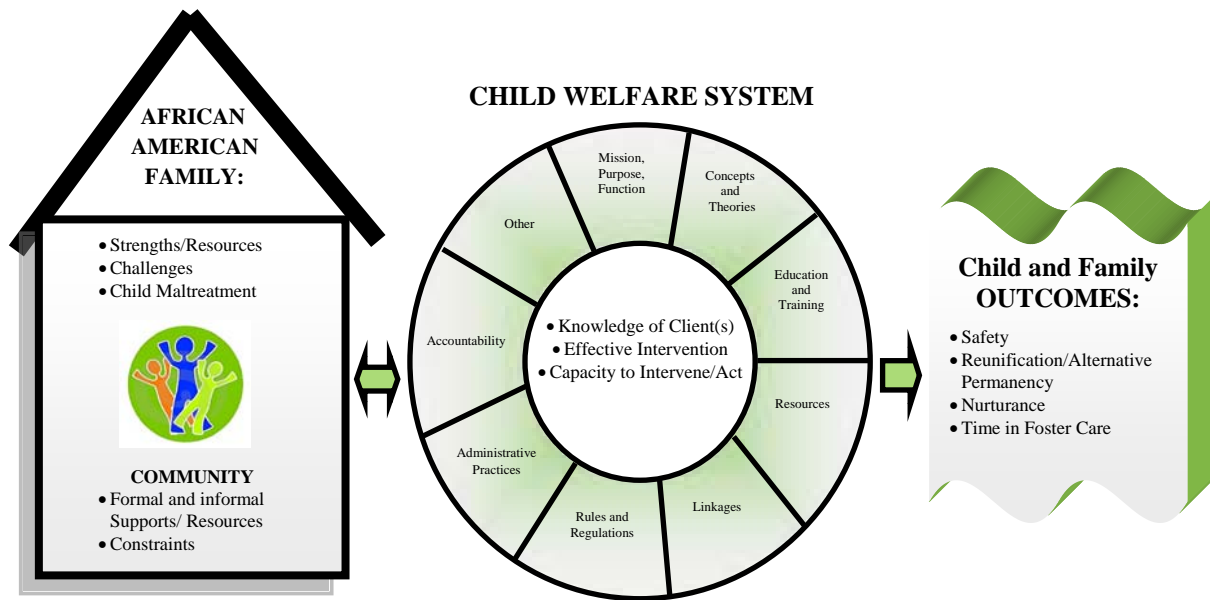 AFRICAN
AMERICAN
FAMILY:
• Strengths/Resources
• Challenges
• Child Maltreatment
COMMUNITY
• Formal and informal
Supports/ Resources
• Constraints
CHILD WELFARE SYSTEM
Mission,
Purpose,
Function
Concepts
and
Theories
Education
and
Training
Resources
Linkages
Rules and
Regulations
Administrative
Practices
Accountability
Other
• Knowledge of Client(s)
• Effective Intervention
• Capacity to Intervene/Act
Child and Family
OUTCOMES:
• Safety
• Reunification/Alternative
Permanency
• Nurturance
• Time in Foster Care